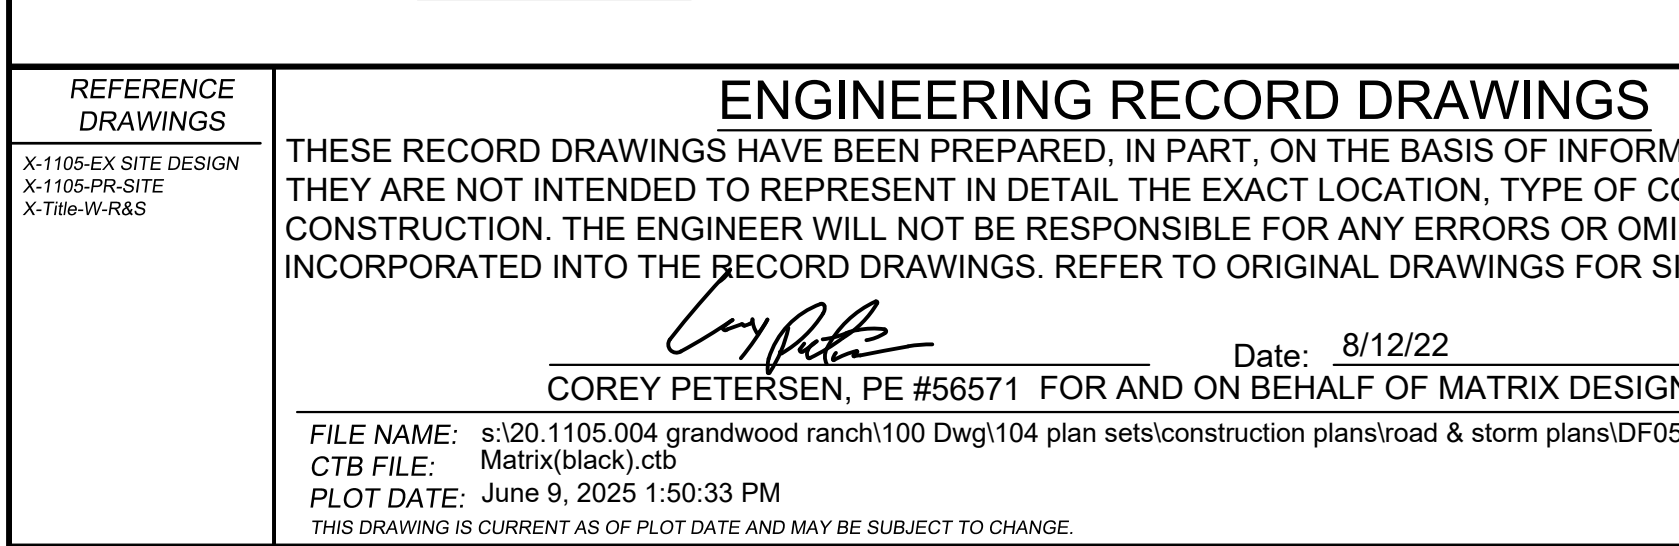 REFERENCE
DRAWINGS
X-1105-EX SITE DESIGN
X-1105-PR-SITE
X-Title-W-R&S
ENGINEERING RECORD DRAWINGS
THESE RECORD DRAWINGS HAVE BEEN PREPARED, IN PART, ON THE BASIS OF INFORM
THEY ARE NOT INTENDED TO REPRESENT IN DETAIL THE EXACT LOCATION, TYPE OF CO
CONSTRUCTION. THE ENGINEER WILL NOT BE RESPONSIBLE FOR ANY ERRORS OR OMI
INCORPORATED INTO THE RECORD DRAWINGS. REFER TO ORIGINAL DRAWINGS FOR SI
Corey Petersen
Date: 8/12/22
COREY PETERSEN, PE #56571 FOR AND ON BEHALF OF MATRIX DESIGN
FILE NAME: s:\20.1105.004 grandwood ranch\100 Dwg\104 plan sets\construction plans\road & storm plans\DF05
CTB FILE: Matrix(black).ctb
PLOT DATE: June 9, 2025 1:50:33 PM
THIS DRAWING IS CURRENT AS OF PLOT DATE AND MAY BE SUBJECT TO CHANGE.